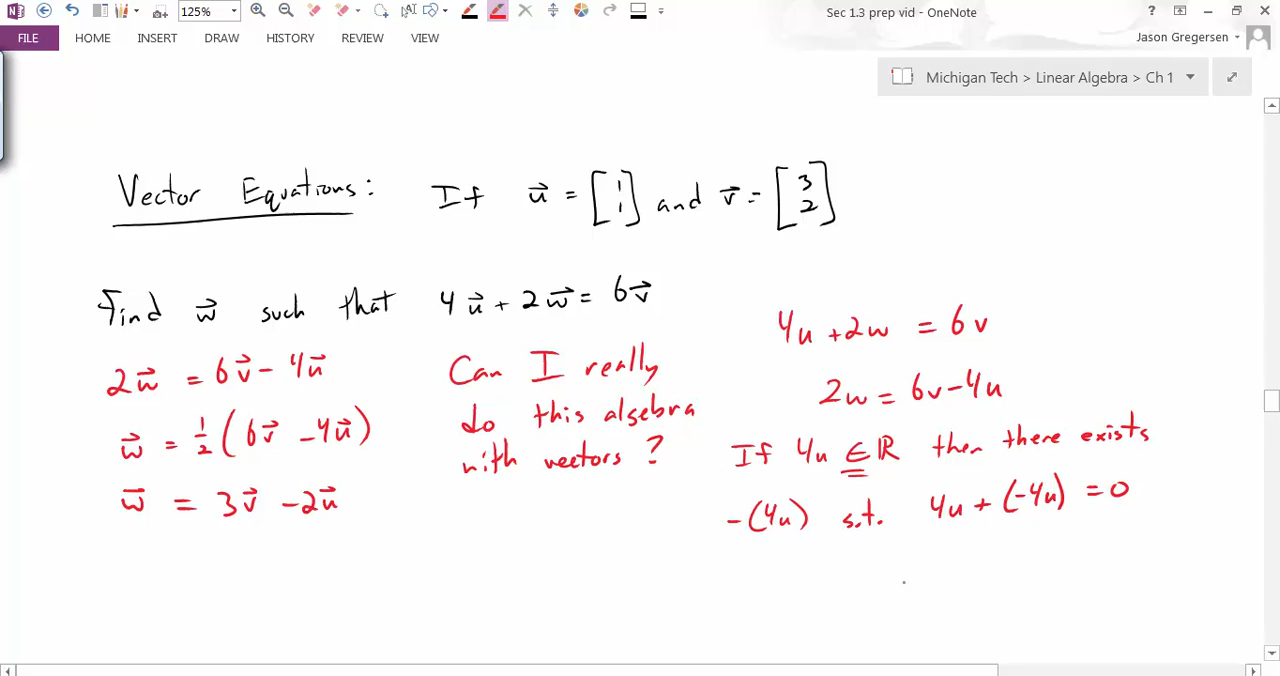 125%
Sec 1.3 prep vid - OneNote
?
Jason Gregersen
FILE HOME INSERT DRAW HISTORY REVIEW VIEW
Michigan Tech > Linear Algebra > Ch 1
Vector Equations: If u⃗ = [1 1] and v⃗ = [3 2]
Find w⃗ such that 4u⃗ + 2w⃗ = 6v⃗
2w⃗ = 6v⃗ - 4u⃗
w⃗ = 1/2 (6v⃗ - 4u⃗)
w⃗ = 3v⃗ - 2u⃗
Can I really
do this algebra
with vectors ?
4u + 2w = 6v
2w = 6v - 4u
If 4u ∈ ℝ then there exists
-(4u) s.t. 4u + (-4u) = 0